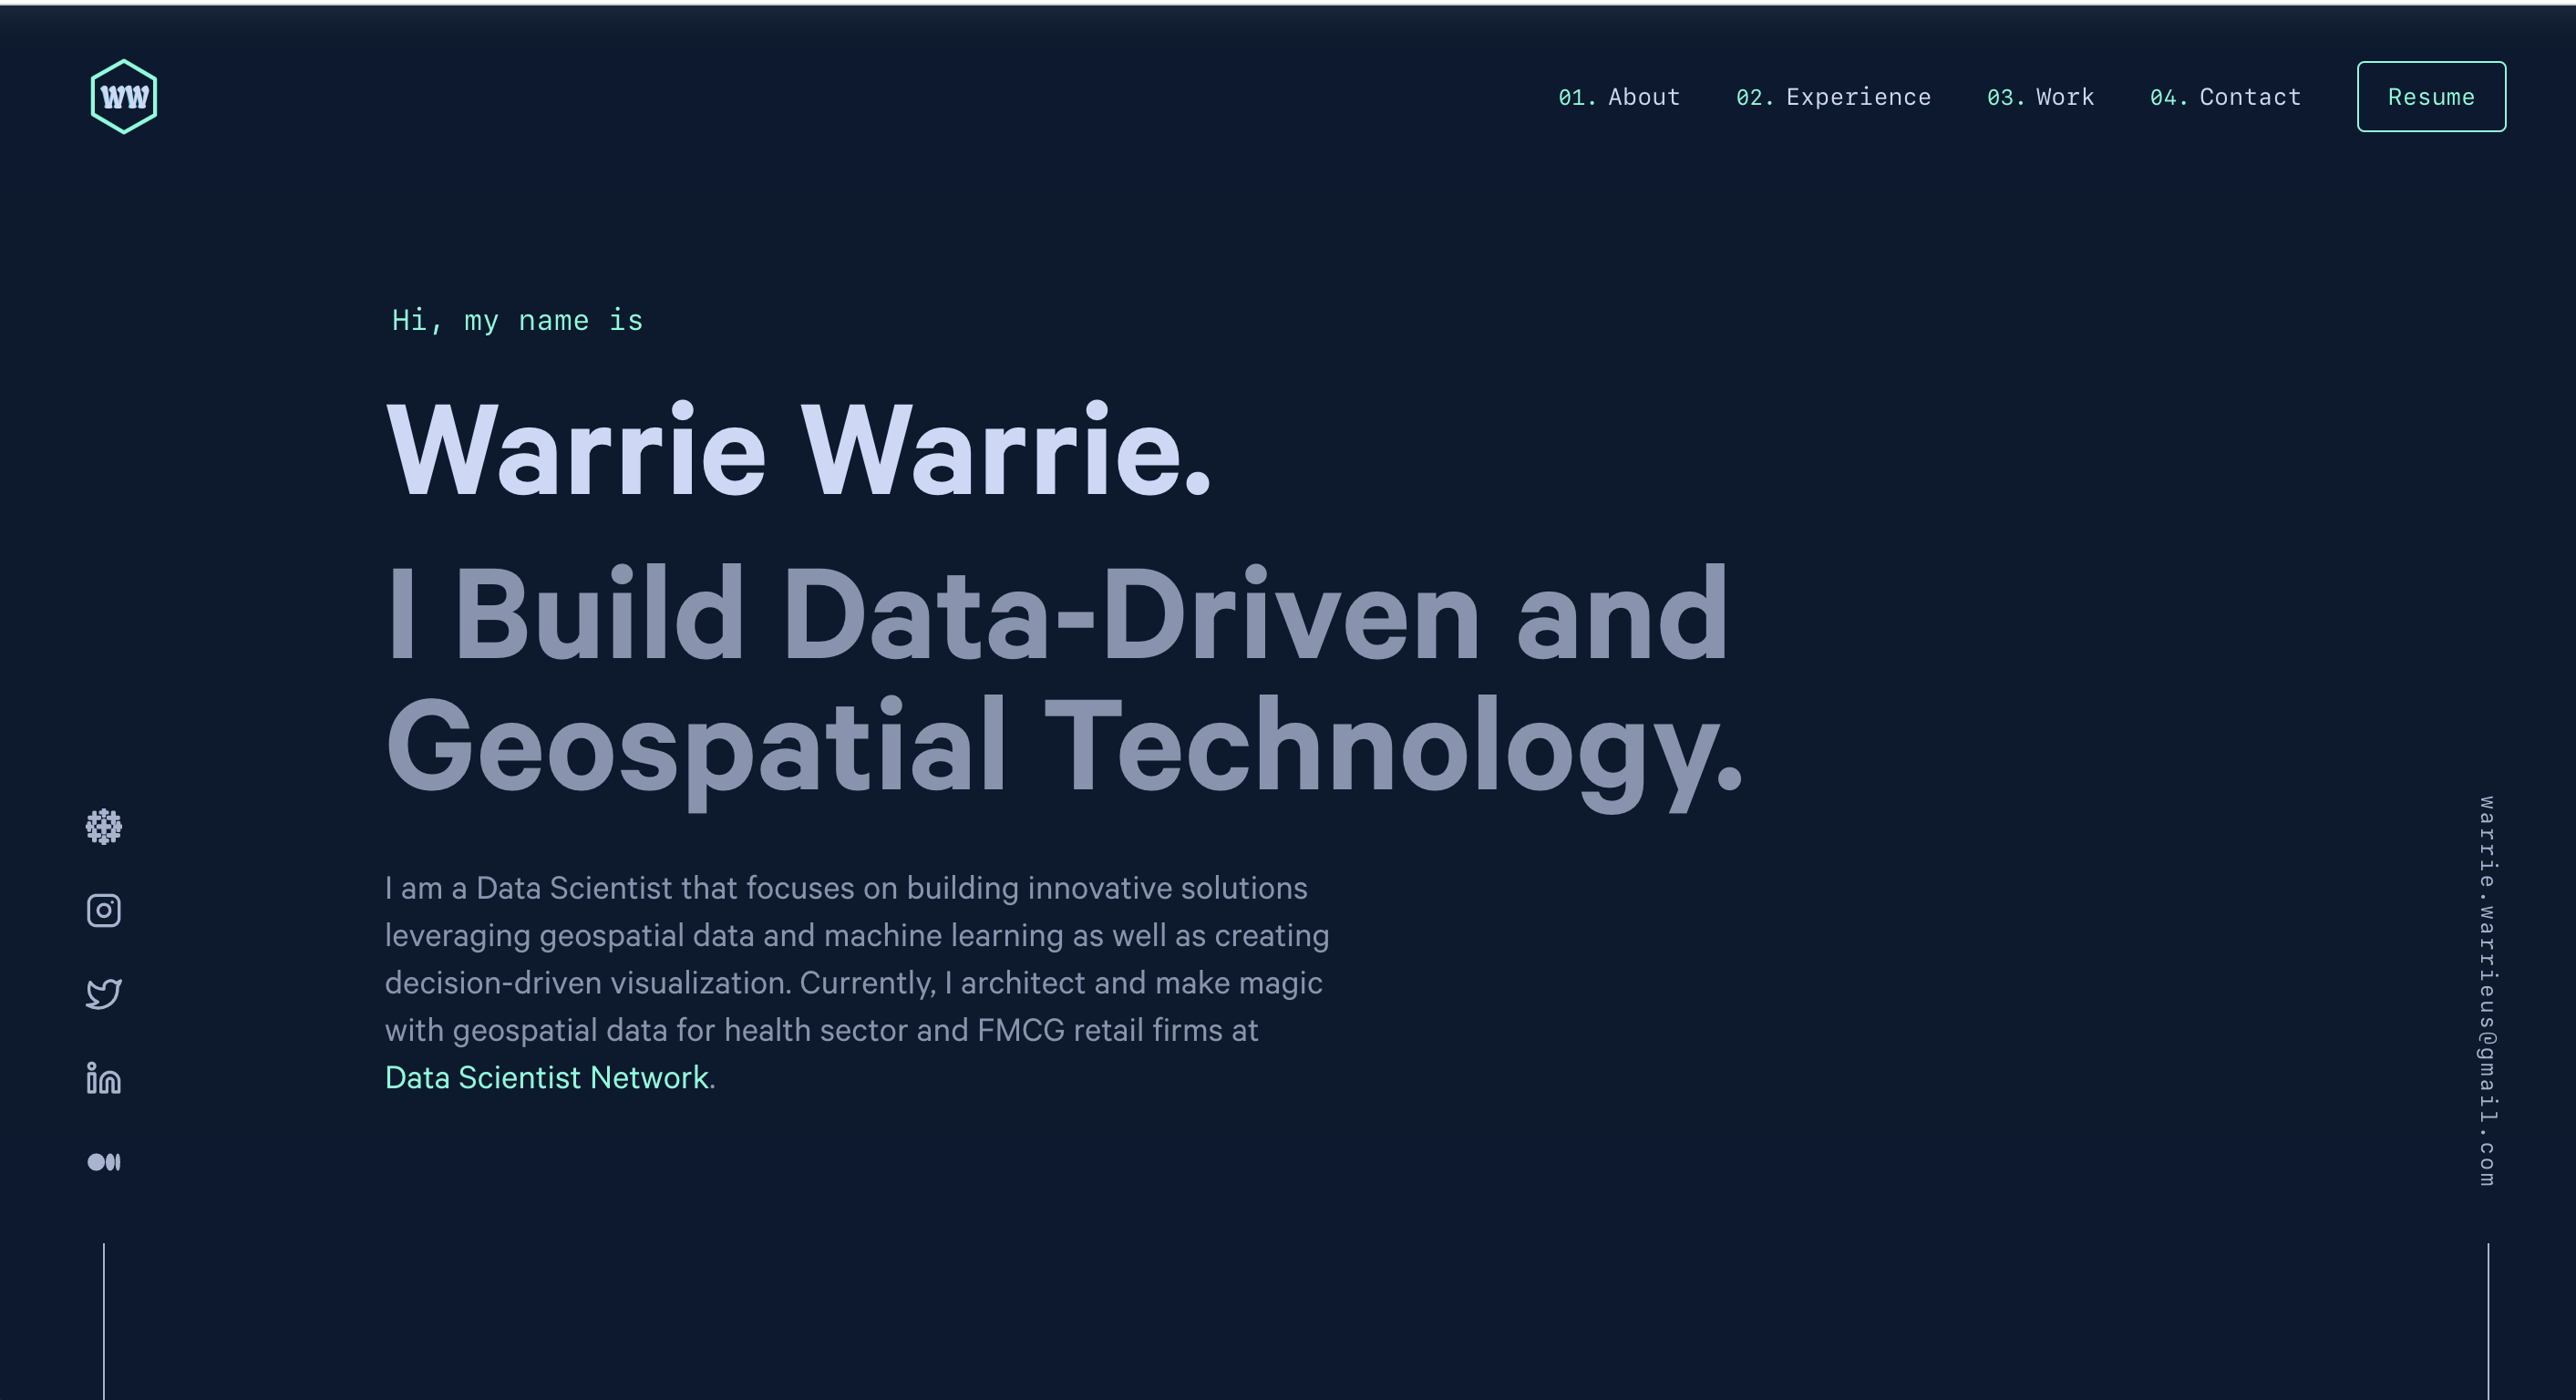 WW
01. About 02. Experience 03. Work 04. Contact Resume
Hi, my name is
Warrie Warrie.
I Build Data-Driven and
Geospatial Technology.
I am a Data Scientist that focuses on building innovative solutions
leveraging geospatial data and machine learning as well as creating
decision-driven visualization. Currently, I architect and make magic
with geospatial data for health sector and FMCG retail firms at
Data Scientist Network.
warrie.warrieus@gmail.com